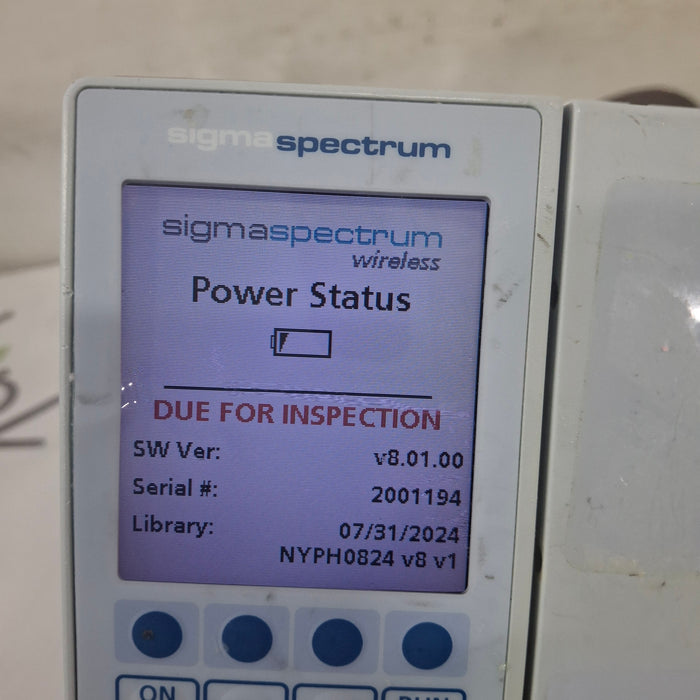 sigmaspectrum
sigmaspectrum
wireless
Power Status
DUE FOR INSPECTION
SW Ver: v8.01.00
Serial #: 2001194
Library: 07/31/2024
NYPH0824 v8 v1
ON
RUN